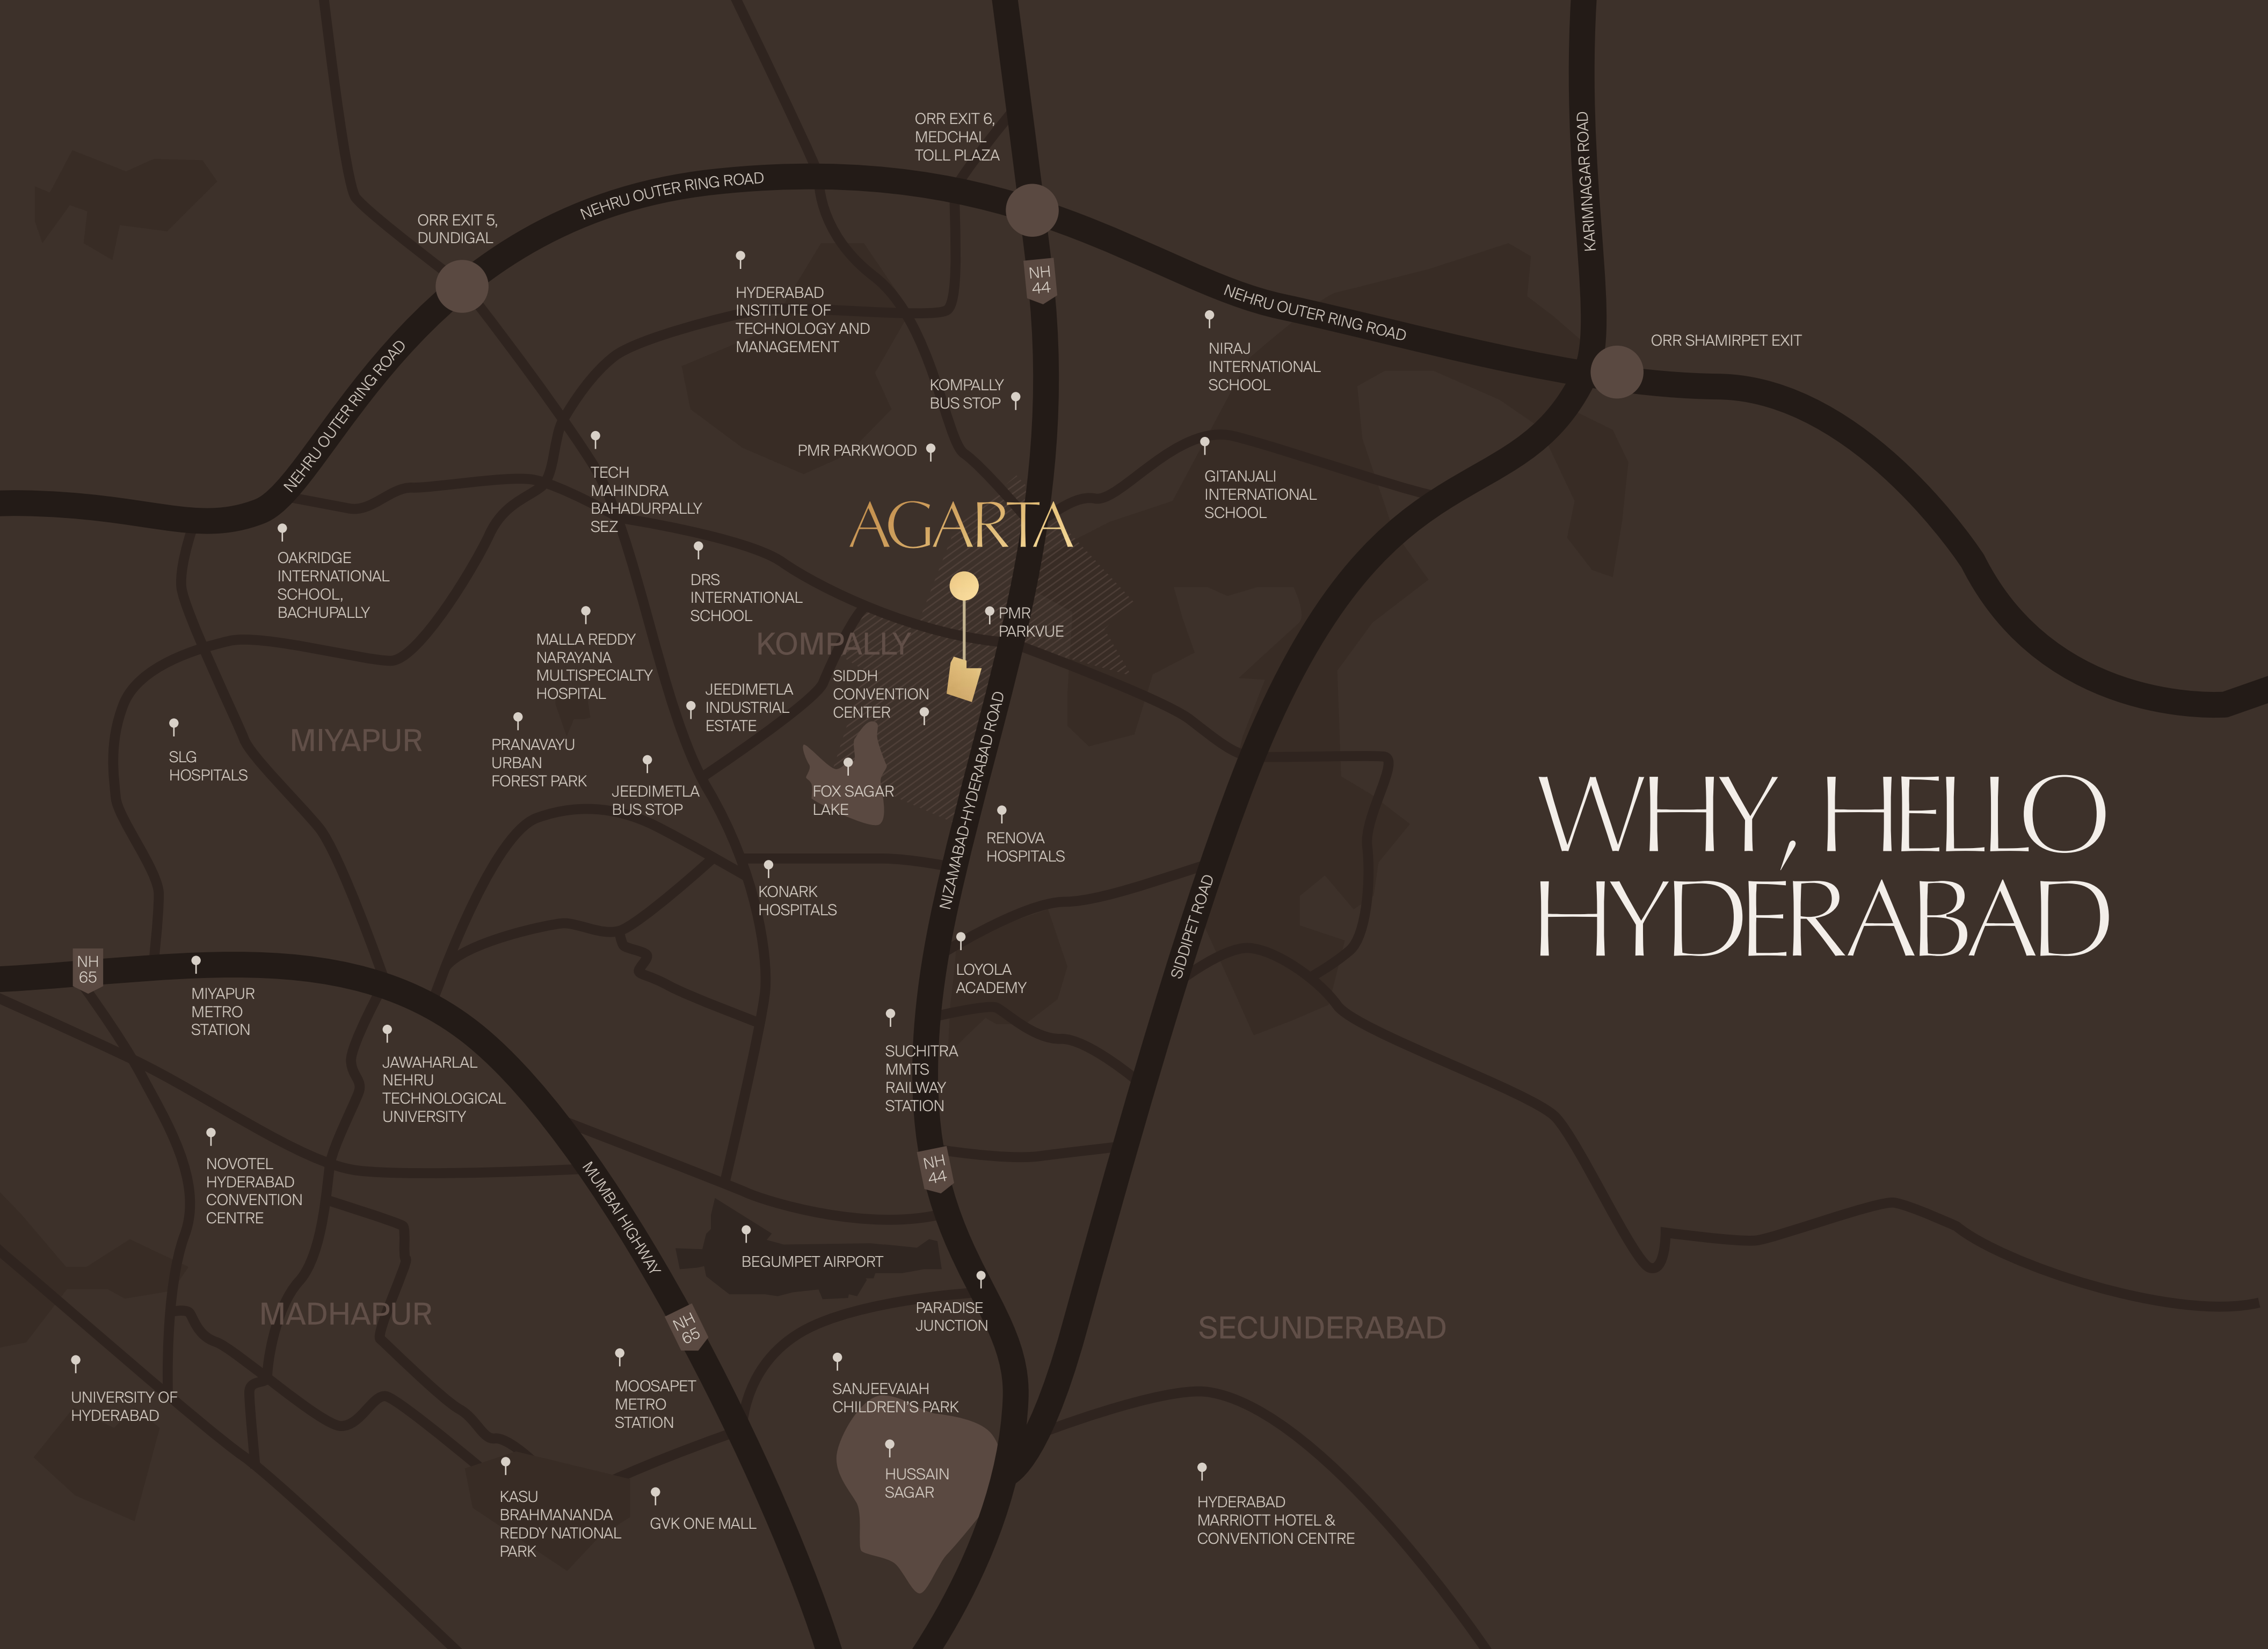 ORR EXIT 6,
MEDCHAL
TOLL PLAZA
KARIMNAGAR ROAD
NEHRU OUTER RING ROAD
ORR EXIT 5,
DUNDIGAL
HYDERABAD
INSTITUTE OF
TECHNOLOGY AND
MANAGEMENT
NH
44
NEHRU OUTER RING ROAD
NIRAJ
INTERNATIONAL
SCHOOL
ORR SHAMIRPET EXIT
NEHRU OUTER RING ROAD
KOMPALLY
BUS STOP
PMR PARKWOOD
TECH
MAHINDRA
BAHADURPALLY
SEZ
GITANJALI
INTERNATIONAL
SCHOOL
AGARTA
OAKRIDGE
INTERNATIONAL
SCHOOL,
BACHUPALLY
DRS
INTERNATIONAL
SCHOOL
PMR
PARKVUE
MALLA REDDY
NARAYANA
MULTISPECIALTY
HOSPITAL
KOMPALLY
SIDDH
CONVENTION
CENTER
JEEDIMETLA
INDUSTRIAL
ESTATE
MIYAPUR
SLG
HOSPITALS
PRANAVAYU
URBAN
FOREST PARK
JEEDIMETLA
BUS STOP
FOX SAGAR
LAKE
NIZAMABAD-HYDERABAD ROAD
RENOVA
HOSPITALS
WHY, HELLO
HYDERABAD
KONARK
HOSPITALS
SIDDIPET ROAD
NH
65
MIYAPUR
METRO
STATION
LOYOLA
ACADEMY
JAWAHARLAL
NEHRU
TECHNOLOGICAL
UNIVERSITY
SUCHITRA
MMTS
RAILWAY
STATION
NOVOTEL
HYDERABAD
CONVENTION
CENTRE
NH
44
MUMBAI HIGHWAY
BEGUMPET AIRPORT
MADHAPUR
NH
65
PARADISE
JUNCTION
SECUNDERABAD
UNIVERSITY OF
HYDERABAD
MOOSAPET
METRO
STATION
SANJEEVAIAH
CHILDREN'S PARK
HUSSAIN
SAGAR
KASU
BRAHMANANDA
REDDY NATIONAL
PARK
GVK ONE MALL
HYDERABAD
MARRIOTT HOTEL &
CONVENTION CENTRE